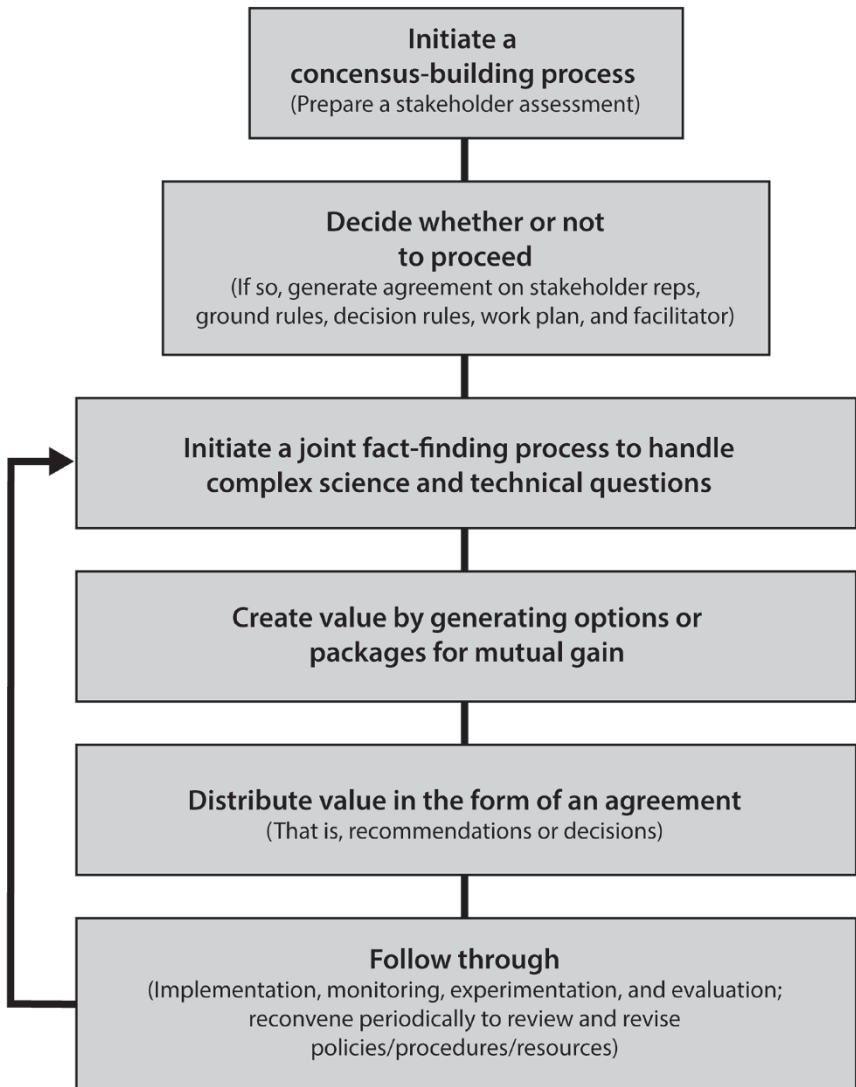 Initiate a
concensus-building process
(Prepare a stakeholder assessment)
Decide whether or not
to proceed
(If so, generate agreement on stakeholder reps,
ground rules, decision rules, work plan, and facilitator)
Initiate a joint fact-finding process to handle
complex science and technical questions
Create value by generating options or
packages for mutual gain
Distribute value in the form of an agreement
(That is, recommendations or decisions)
Follow through
(Implementation, monitoring, experimentation, and evaluation;
reconvene periodically to review and revise
policies/procedures/resources)